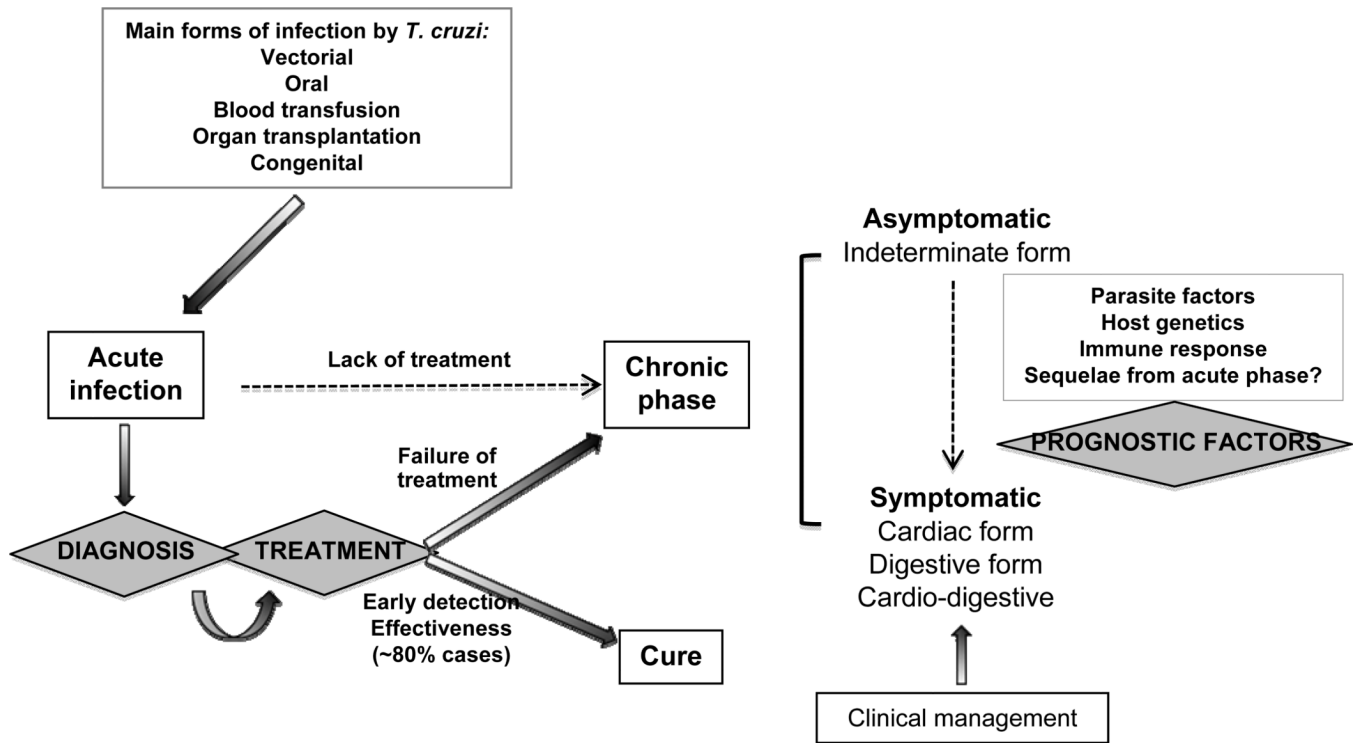 Main forms of infection by T. cruzi:
Vectorial
Oral
Blood transfusion
Organ transplantation
Congenital
Acute
infection
Lack of treatment
Chronic
phase
Failure of
treatment
DIAGNOSIS
TREATMENT
Early detection
Effectiveness
(~80% cases)
Cure
Asymptomatic
Indeterminate form
Parasite factors
Host genetics
Immune response
Sequelae from acute phase?
PROGNOSTIC FACTORS
Symptomatic
Cardiac form
Digestive form
Cardio-digestive
Clinical management